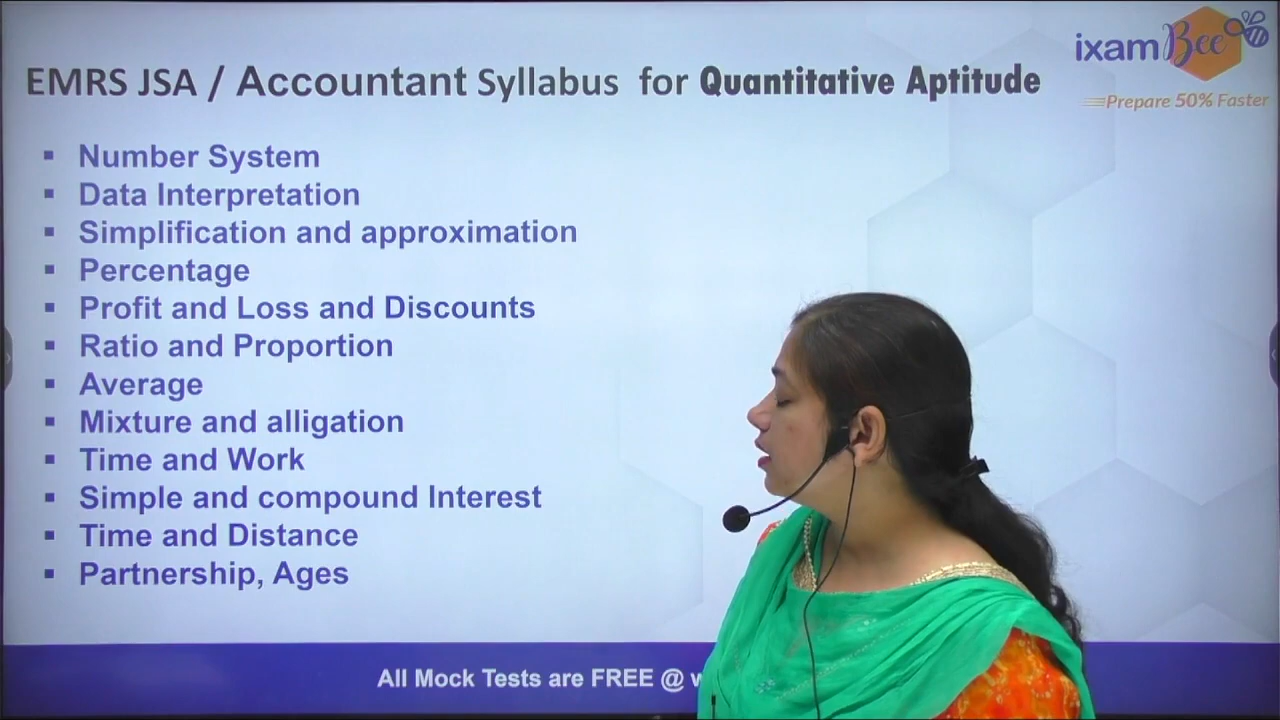 ixamBee
Prepare 50% Faster
EMRS JSA / Accountant Syllabus for Quantitative Aptitude
▪ Number System
▪ Data Interpretation
▪ Simplification and approximation
▪ Percentage
▪ Profit and Loss and Discounts
▪ Ratio and Proportion
▪ Average
▪ Mixture and alligation
▪ Time and Work
▪ Simple and compound Interest
▪ Time and Distance
▪ Partnership, Ages
All Mock Tests are FREE @